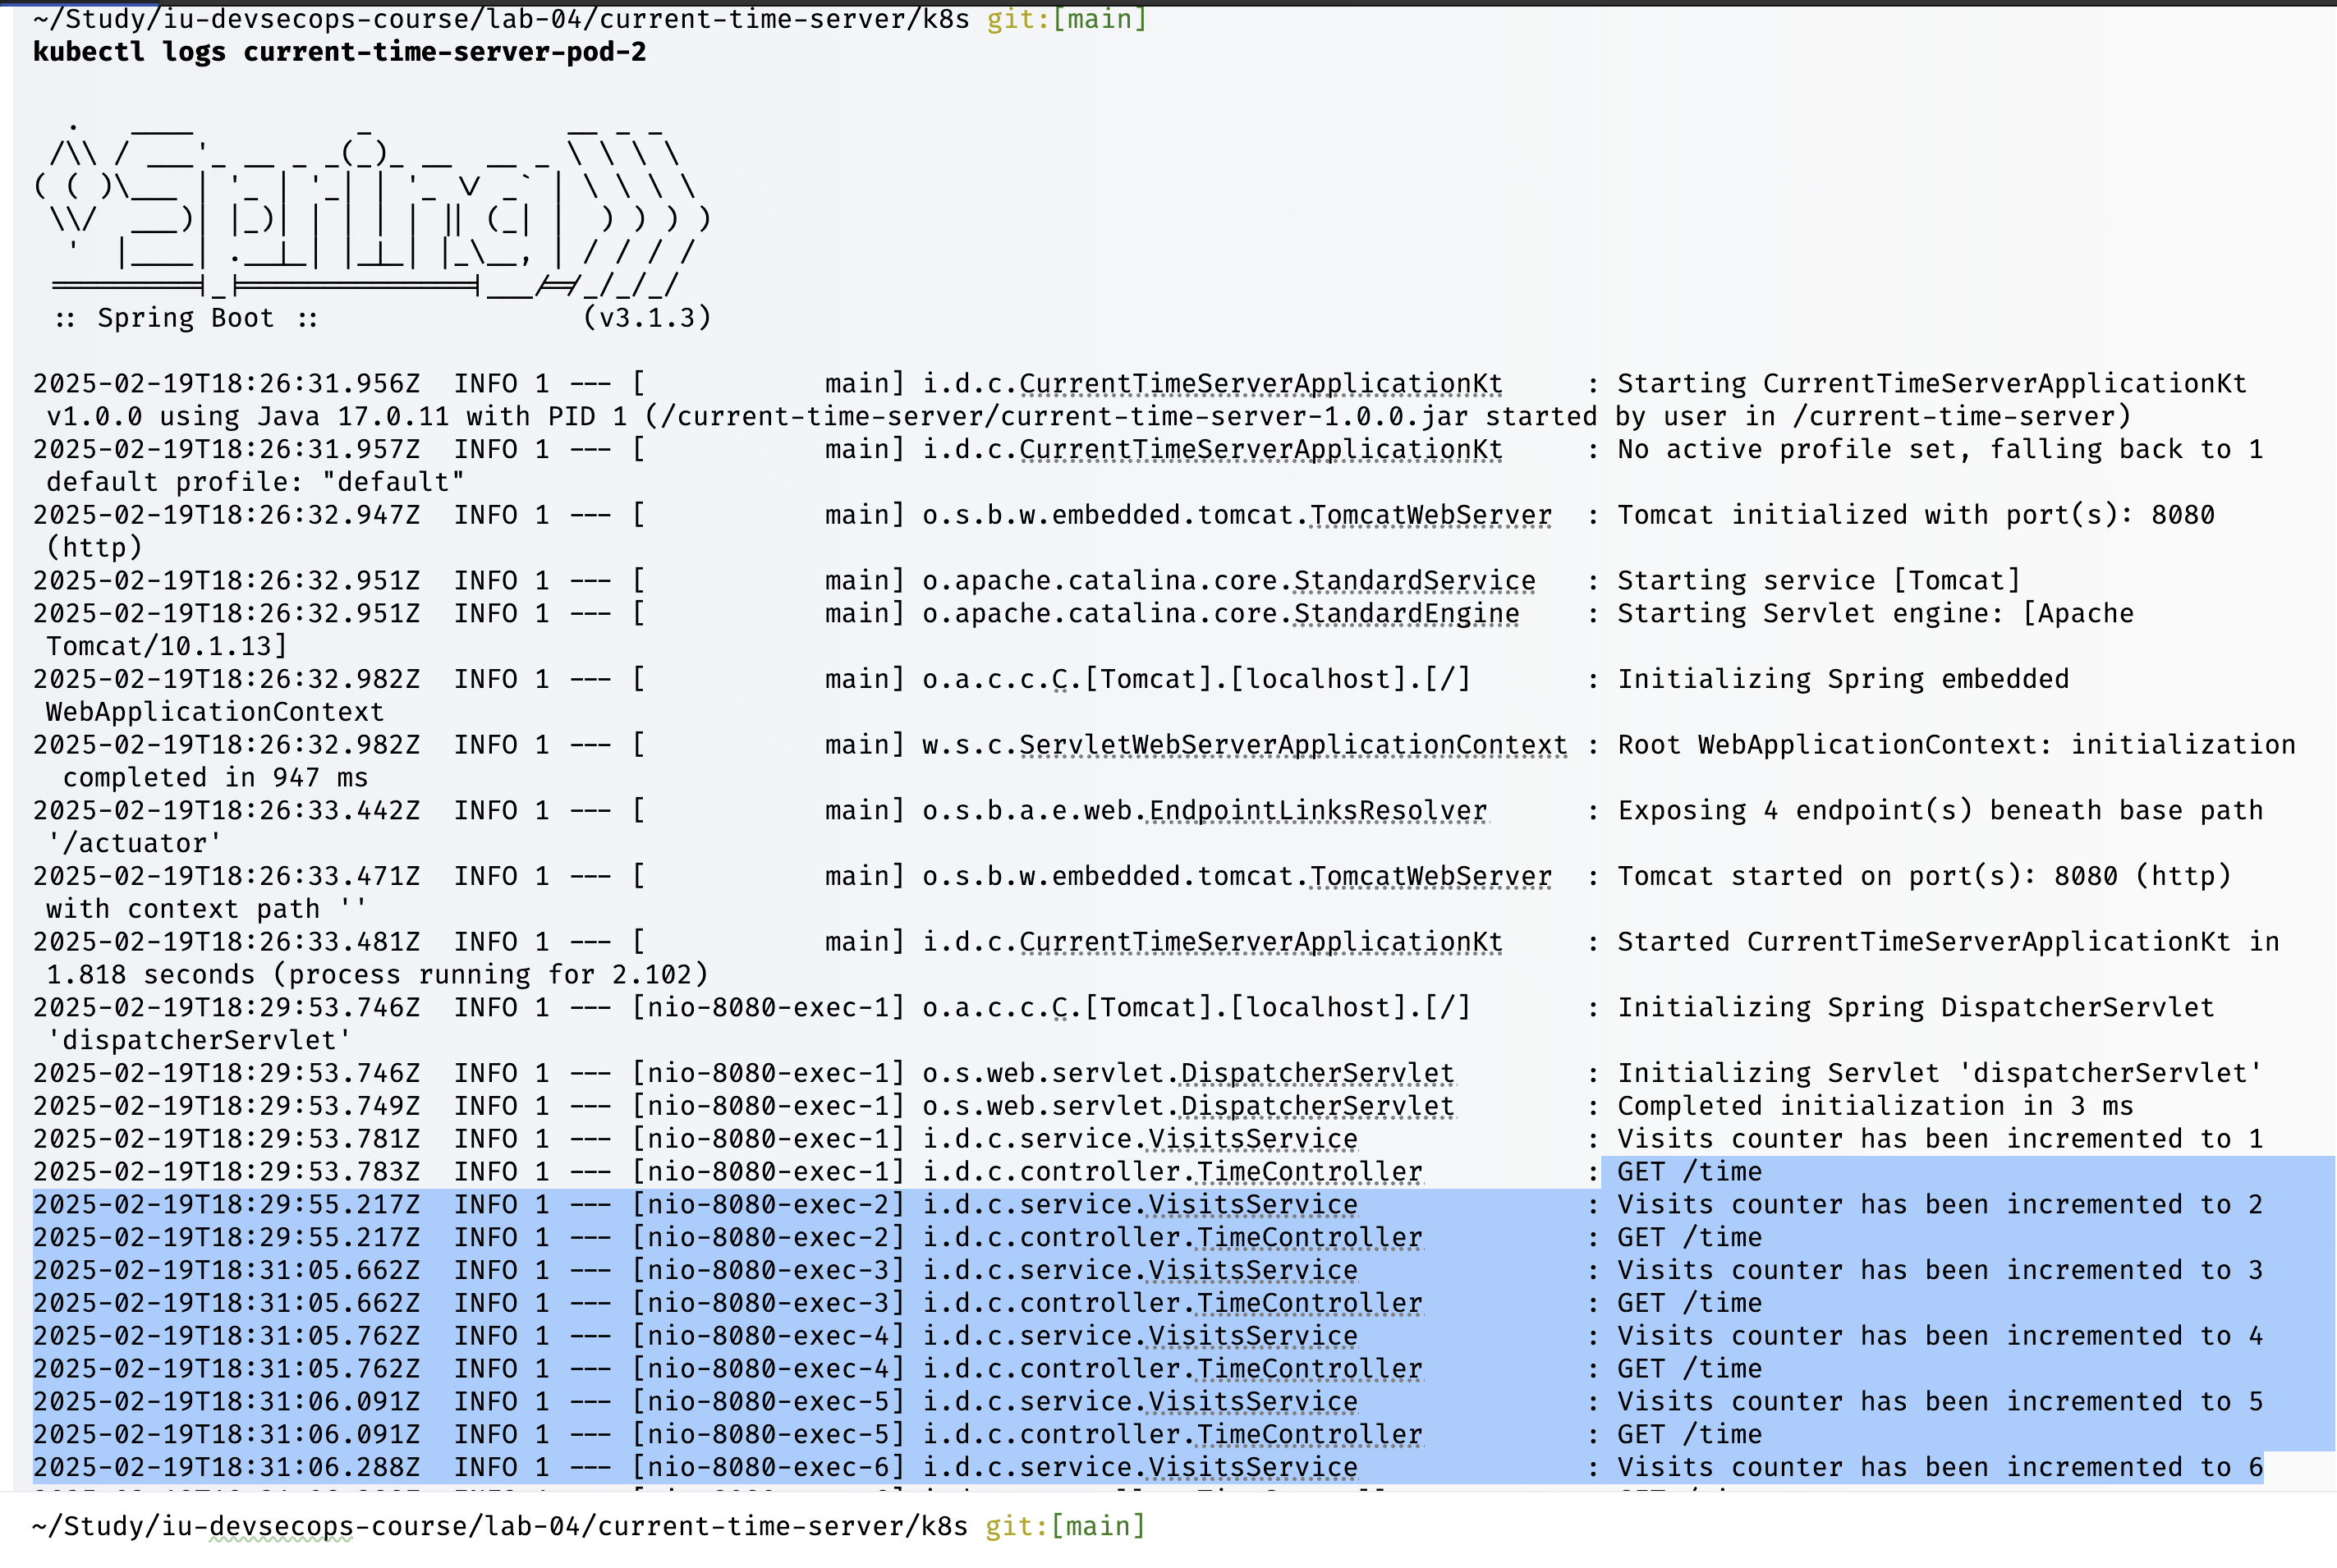 ~/Study/iu-devsecops-course/lab-04/current-time-server/k8s git:[main]
kubectl logs current-time-server-pod-2
:: Spring Boot ::                (v3.1.3)
2025-02-19T18:26:31.956Z  INFO 1 --- [           main] i.d.c.CurrentTimeServerApplicationKt     : Starting CurrentTimeServerApplicationKt
v1.0.0 using Java 17.0.11 with PID 1 (/current-time-server/current-time-server-1.0.0.jar started by user in /current-time-server)
2025-02-19T18:26:31.957Z  INFO 1 --- [           main] i.d.c.CurrentTimeServerApplicationKt     : No active profile set, falling back to 1
default profile: "default"
2025-02-19T18:26:32.947Z  INFO 1 --- [           main] o.s.b.w.embedded.tomcat.TomcatWebServer  : Tomcat initialized with port(s): 8080
(http)
2025-02-19T18:26:32.951Z  INFO 1 --- [           main] o.apache.catalina.core.StandardService   : Starting service [Tomcat]
2025-02-19T18:26:32.951Z  INFO 1 --- [           main] o.apache.catalina.core.StandardEngine    : Starting Servlet engine: [Apache
Tomcat/10.1.13]
2025-02-19T18:26:32.982Z  INFO 1 --- [           main] o.a.c.c.C.[Tomcat].[localhost].[/]       : Initializing Spring embedded
WebApplicationContext
2025-02-19T18:26:32.982Z  INFO 1 --- [           main] w.s.c.ServletWebServerApplicationContext : Root WebApplicationContext: initialization
completed in 947 ms
2025-02-19T18:26:33.442Z  INFO 1 --- [           main] o.s.b.a.e.web.EndpointLinksResolver      : Exposing 4 endpoint(s) beneath base path
'/actuator'
2025-02-19T18:26:33.471Z  INFO 1 --- [           main] o.s.b.w.embedded.tomcat.TomcatWebServer  : Tomcat started on port(s): 8080 (http)
with context path ''
2025-02-19T18:26:33.481Z  INFO 1 --- [           main] i.d.c.CurrentTimeServerApplicationKt     : Started CurrentTimeServerApplicationKt in
1.818 seconds (process running for 2.102)
2025-02-19T18:29:53.746Z  INFO 1 --- [nio-8080-exec-1] o.a.c.c.C.[Tomcat].[localhost].[/]       : Initializing Spring DispatcherServlet
'dispatcherServlet'
2025-02-19T18:29:53.746Z  INFO 1 --- [nio-8080-exec-1] o.s.web.servlet.DispatcherServlet        : Initializing Servlet 'dispatcherServlet'
2025-02-19T18:29:53.749Z  INFO 1 --- [nio-8080-exec-1] o.s.web.servlet.DispatcherServlet        : Completed initialization in 3 ms
2025-02-19T18:29:53.781Z  INFO 1 --- [nio-8080-exec-1] i.d.c.service.VisitsService              : Visits counter has been incremented to 1
2025-02-19T18:29:53.783Z  INFO 1 --- [nio-8080-exec-1] i.d.c.controller.TimeController          : GET /time
2025-02-19T18:29:55.217Z  INFO 1 --- [nio-8080-exec-2] i.d.c.service.VisitsService              : Visits counter has been incremented to 2
2025-02-19T18:29:55.217Z  INFO 1 --- [nio-8080-exec-2] i.d.c.controller.TimeController          : GET /time
2025-02-19T18:31:05.662Z  INFO 1 --- [nio-8080-exec-3] i.d.c.service.VisitsService              : Visits counter has been incremented to 3
2025-02-19T18:31:05.662Z  INFO 1 --- [nio-8080-exec-3] i.d.c.controller.TimeController          : GET /time
2025-02-19T18:31:05.762Z  INFO 1 --- [nio-8080-exec-4] i.d.c.service.VisitsService              : Visits counter has been incremented to 4
2025-02-19T18:31:05.762Z  INFO 1 --- [nio-8080-exec-4] i.d.c.controller.TimeController          : GET /time
2025-02-19T18:31:06.091Z  INFO 1 --- [nio-8080-exec-5] i.d.c.service.VisitsService              : Visits counter has been incremented to 5
2025-02-19T18:31:06.091Z  INFO 1 --- [nio-8080-exec-5] i.d.c.controller.TimeController          : GET /time
2025-02-19T18:31:06.288Z  INFO 1 --- [nio-8080-exec-6] i.d.c.service.VisitsService              : Visits counter has been incremented to 6
~/Study/iu-devsecops-course/lab-04/current-time-server/k8s git:[main]